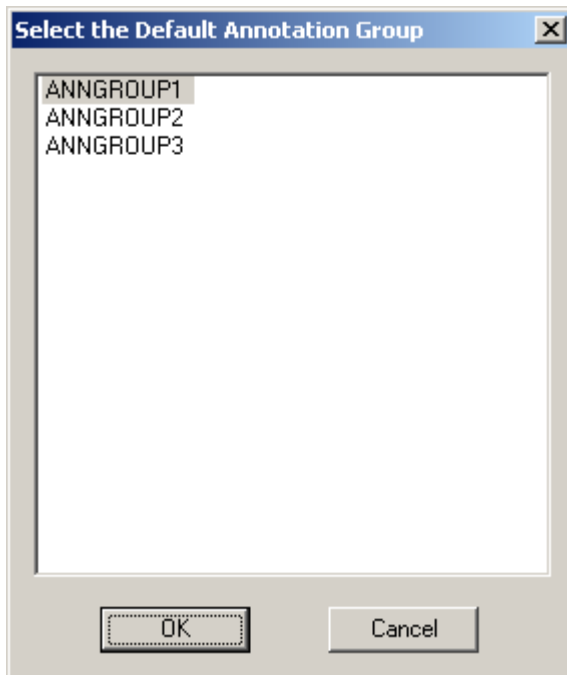 Select the Default Annotation Group
ANNGROUP1
ANNGROUP2
ANNGROUP3
OK
Cancel